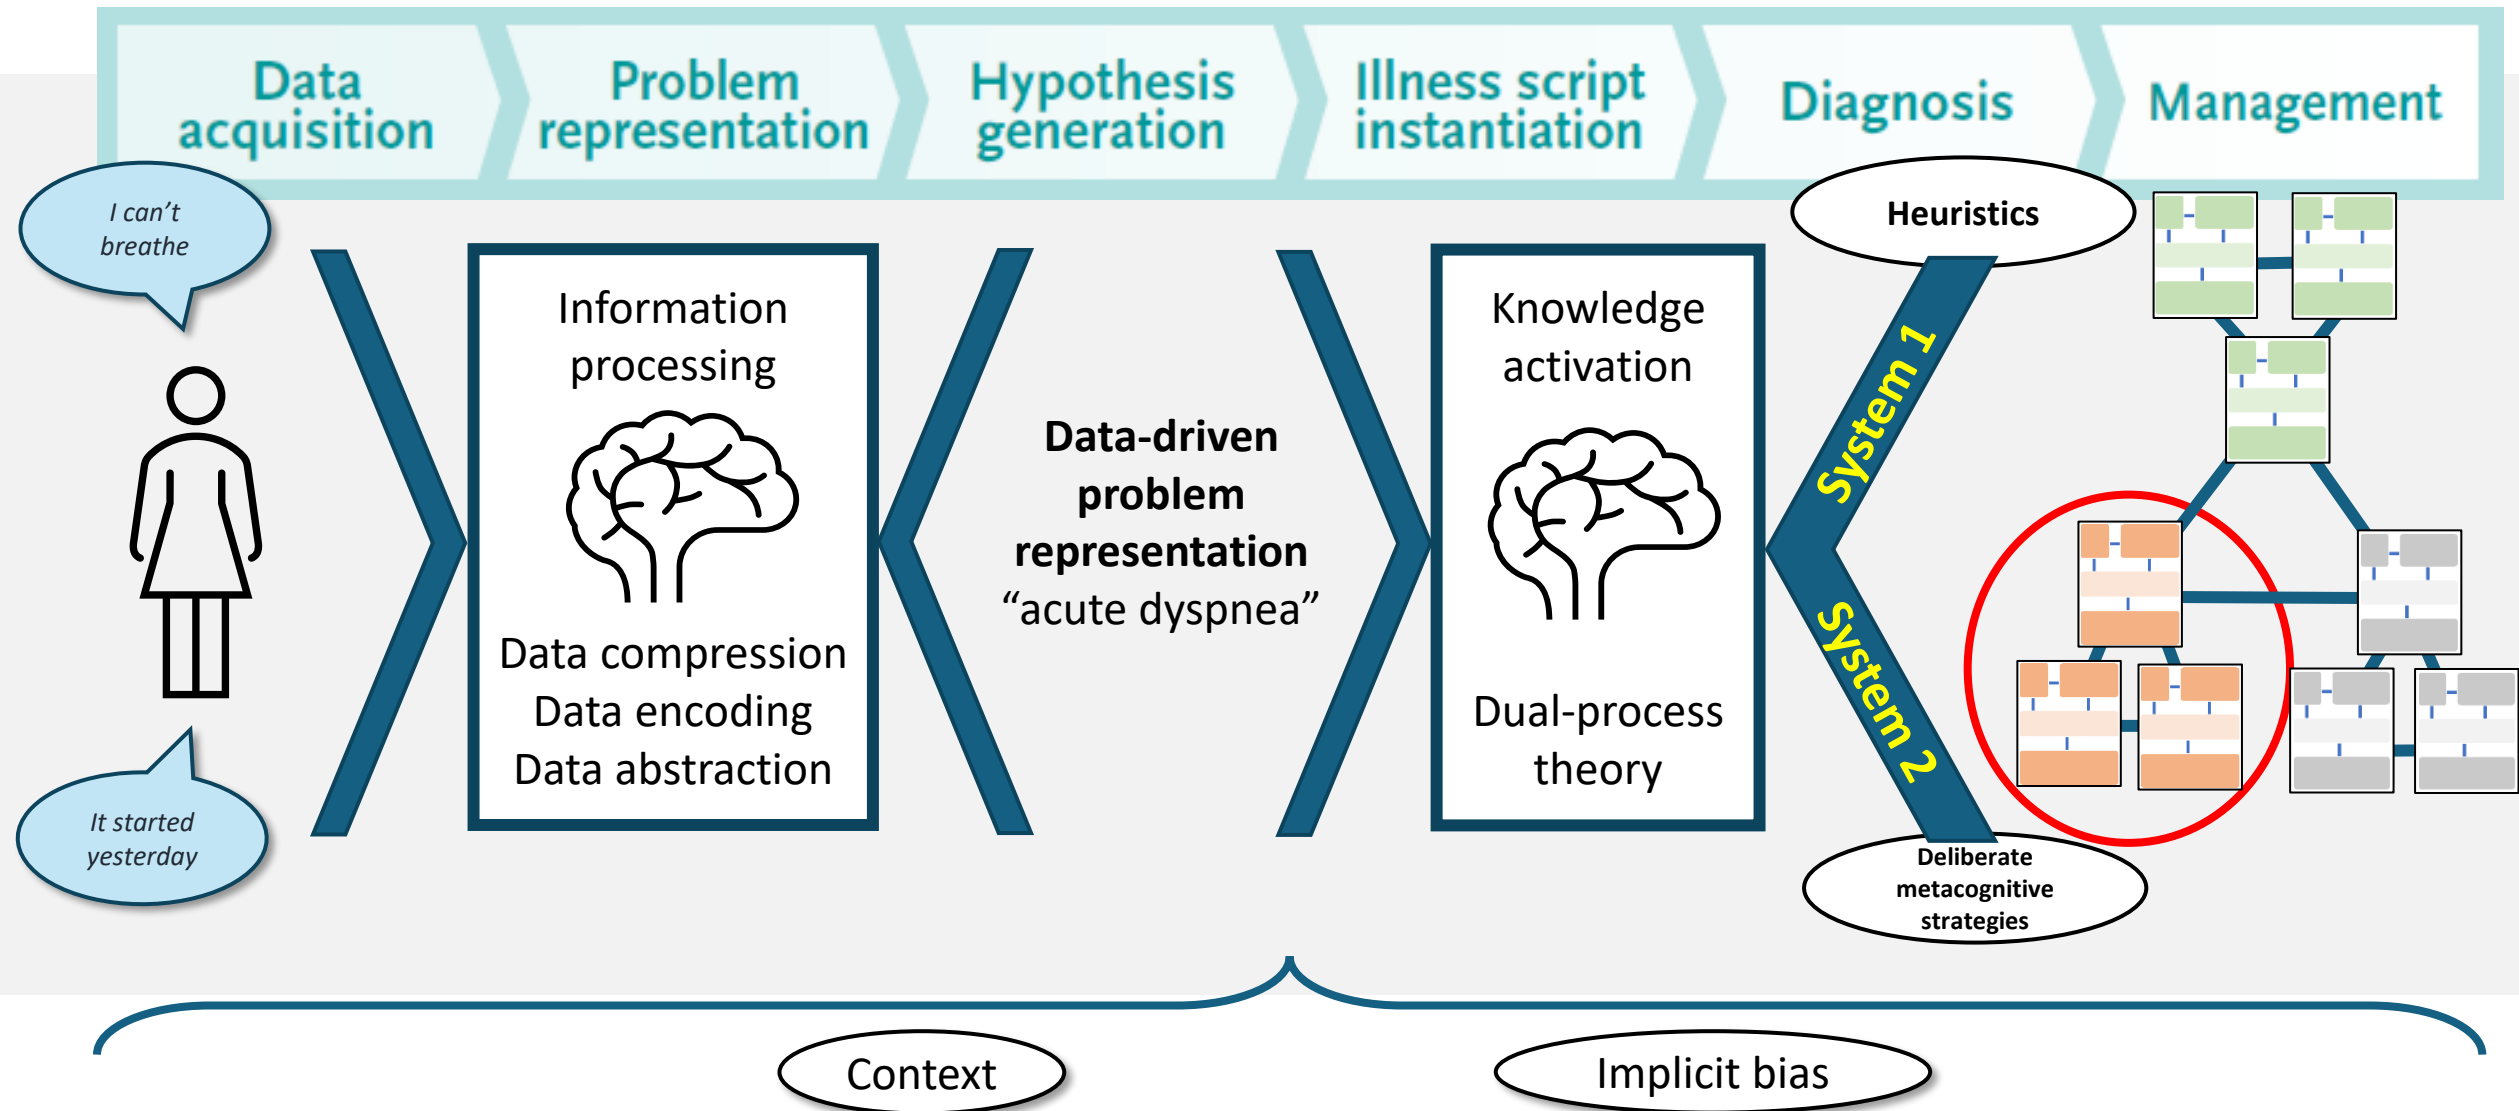 Data
acquisition
Problem
representation
Hypothesis
generation
Illness script
instantiation
Diagnosis
Management
I can’t
breathe
It started
yesterday
Information
processing
Data compression
Data encoding
Data abstraction
Data-driven
problem
representation
“acute dyspnea”
Knowledge
activation
Dual-process
theory
Heuristics
System 1
System 2
Deliberate
metacognitive
strategies
Context
Implicit bias